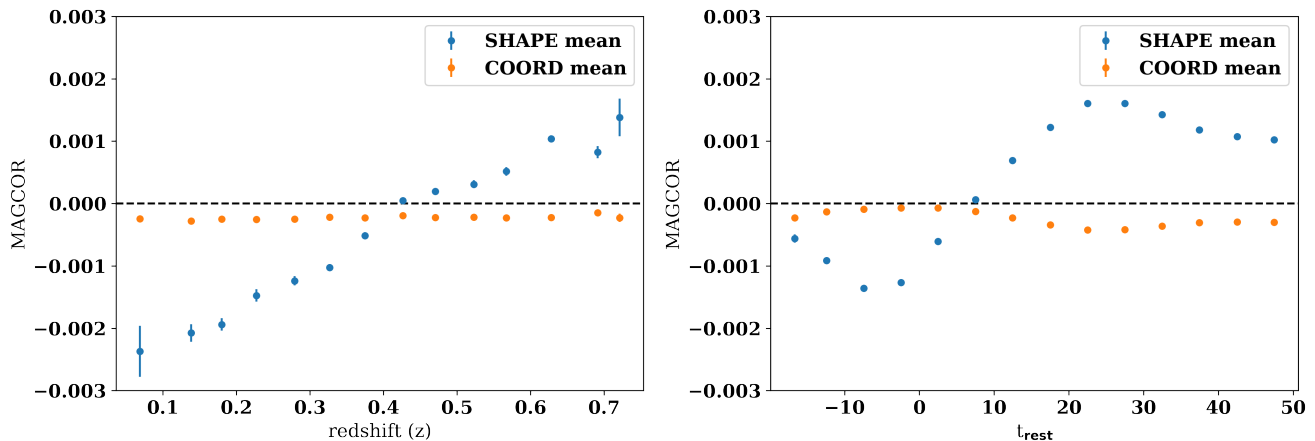 0.003
0.002
0.001
0.000
−0.001
−0.002
−0.003
MAGCOR
SHAPE mean
COORD mean
0.1 0.2 0.3 0.4 0.5 0.6 0.7
redshift (z)
0.003
0.002
0.001
0.000
−0.001
−0.002
−0.003
MAGCOR
SHAPE mean
COORD mean
−10 0 10 20 30 40 50
t_rest